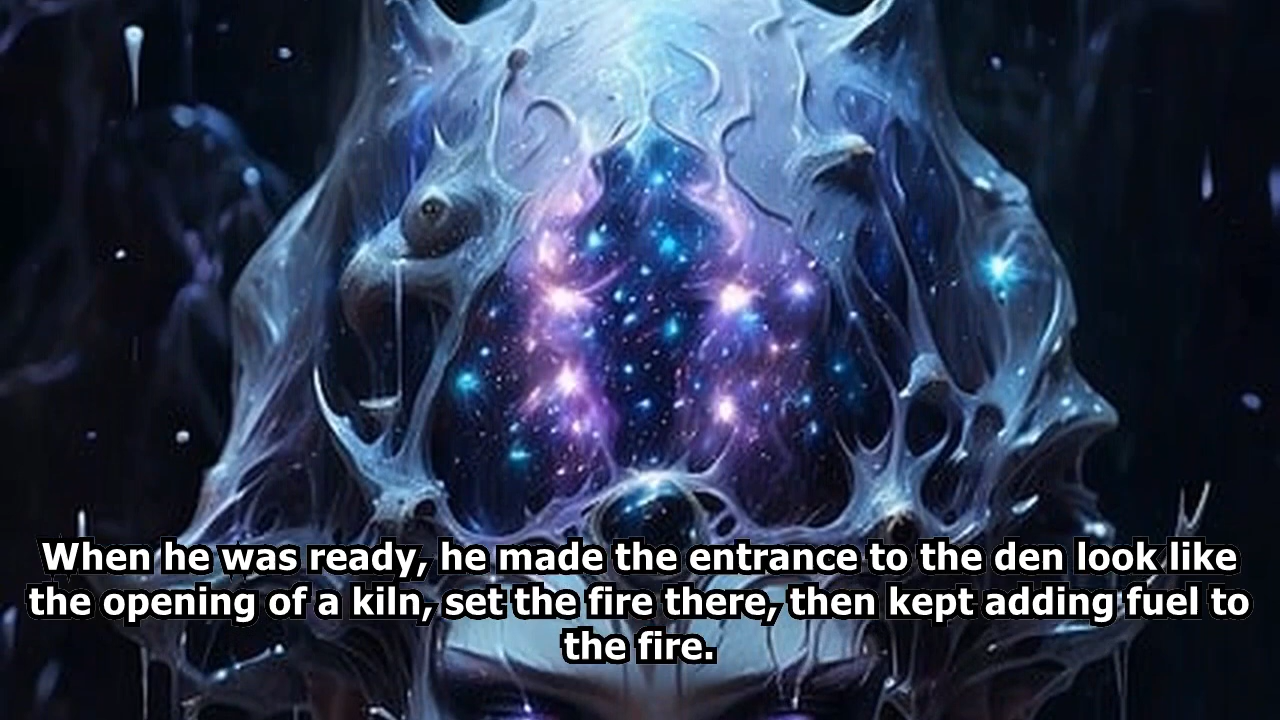 When he was ready, he made the entrance to the den look like
the opening of a kiln, set the fire there, then kept adding fuel to
the fire.